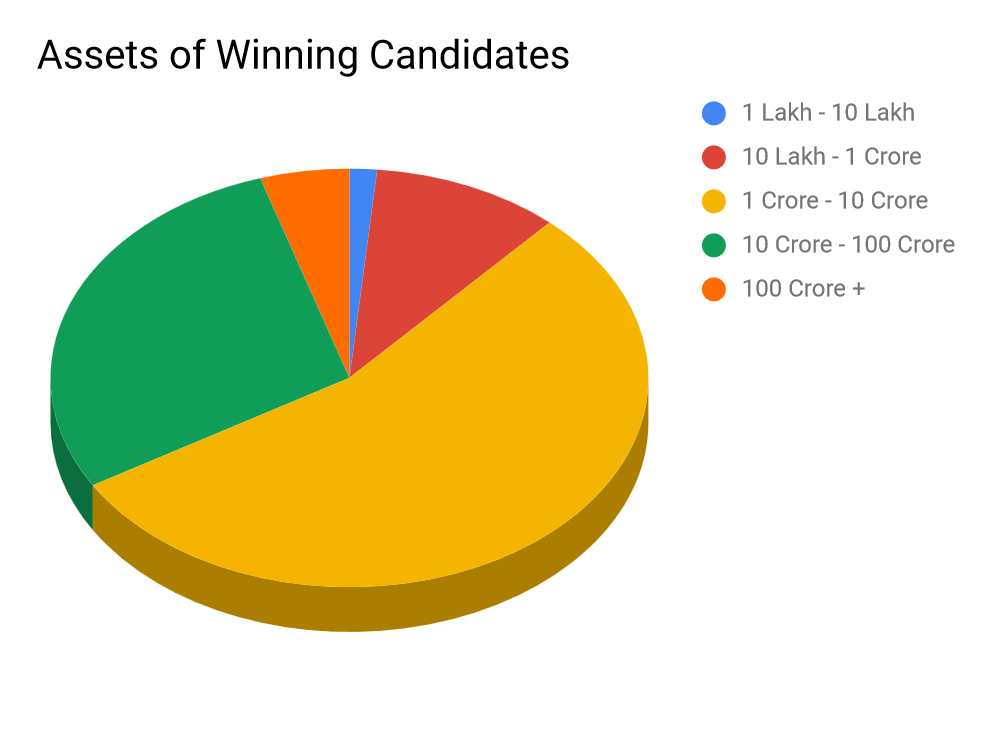 Assets of Winning Candidates
1 Lakh - 10 Lakh
10 Lakh - 1 Crore
1 Crore - 10 Crore
10 Crore - 100 Crore
100 Crore +